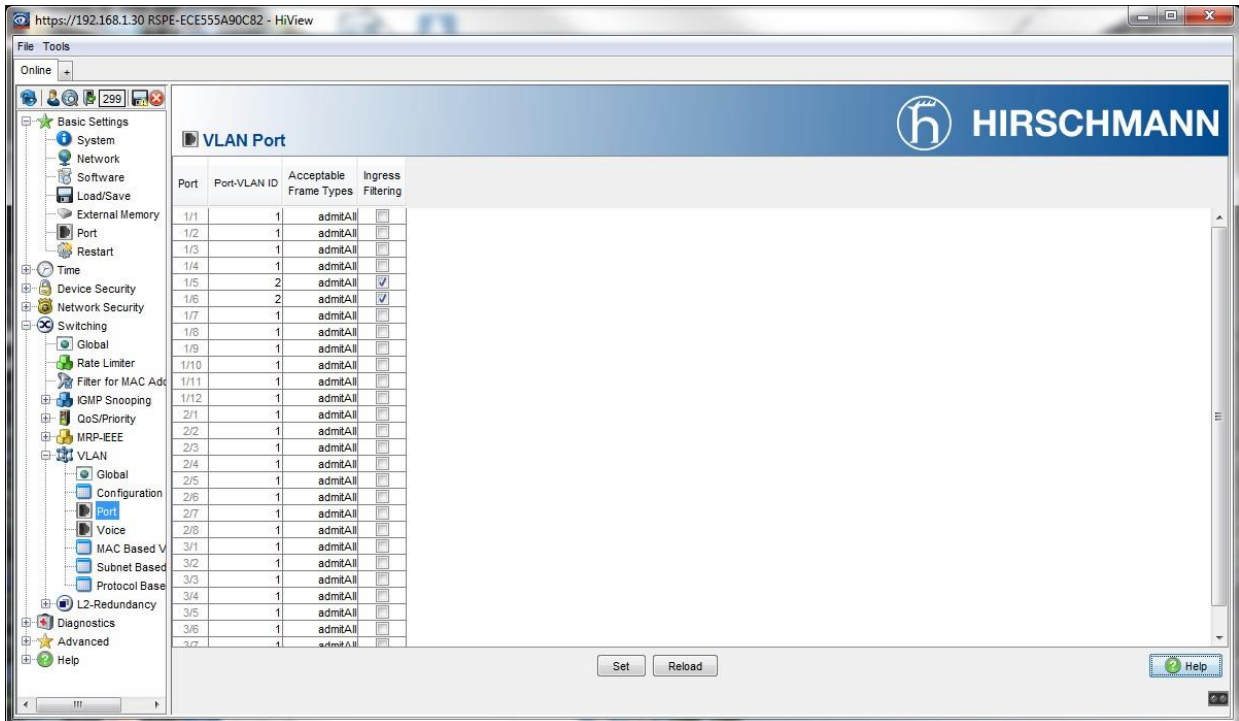 https://192.168.1.30 RSPE-ECE555A90C82 - HiView
File Tools
Online +
299
Basic Settings
System
Network
Software
Load/Save
External Memory
Port
Restart
Time
Device Security
Network Security
Switching
Global
Rate Limiter
Filter for MAC Add
IGMP Snooping
QoS/Priority
MRP-IEEE
VLAN
Global
Configuration
Port
Voice
MAC Based V
Subnet Based
Protocol Base
L2-Redundancy
Diagnostics
Advanced
Help
VLAN Port
HIRSCHMANN
Port Port-VLAN ID Acceptable Frame Types Ingress Filtering
1/1 1 admitAll
1/2 1 admitAll
1/3 1 admitAll
1/4 1 admitAll
1/5 2 admitAll
1/6 2 admitAll
1/7 1 admitAll
1/8 1 admitAll
1/9 1 admitAll
1/10 1 admitAll
1/11 1 admitAll
1/12 1 admitAll
2/1 1 admitAll
2/2 1 admitAll
2/3 1 admitAll
2/4 1 admitAll
2/5 1 admitAll
2/6 1 admitAll
2/7 1 admitAll
2/8 1 admitAll
3/1 1 admitAll
3/2 1 admitAll
3/3 1 admitAll
3/4 1 admitAll
3/5 1 admitAll
3/6 1 admitAll
3/7 1 admitAll
Set Reload Help